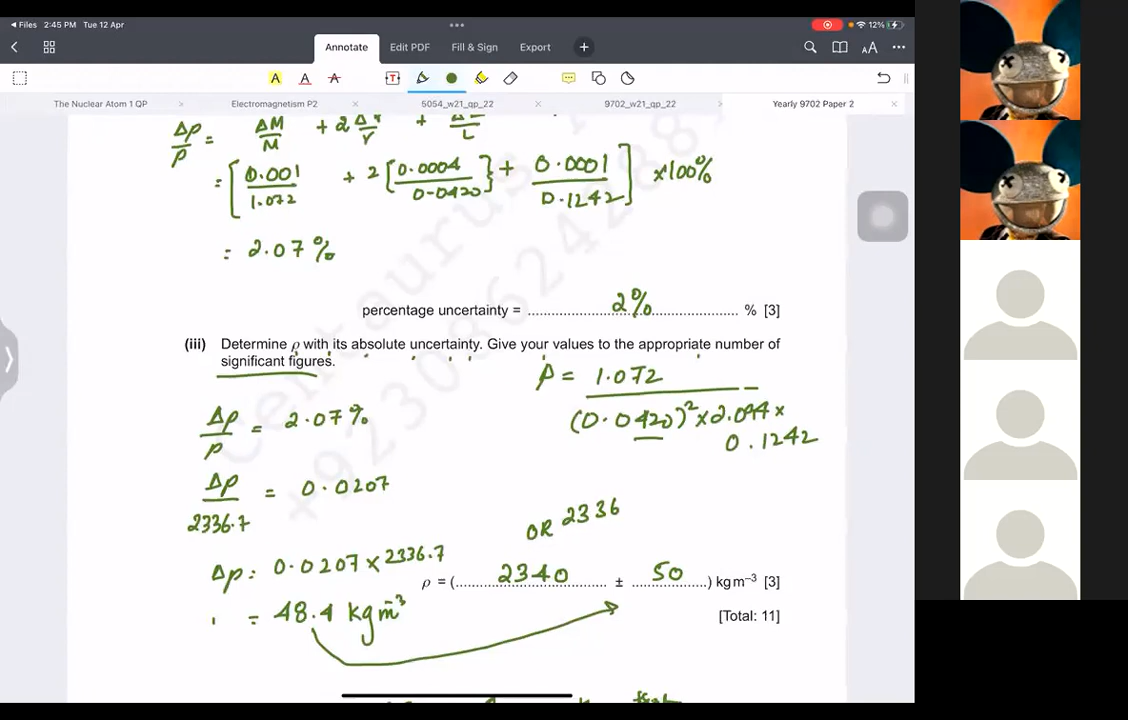 Files 2:45 PM Tue 12 Apr
12%
Annotate Edit PDF Fill & Sign Export
The Nuclear Atom 1 QP Electromagnetism P2 5054_w21_qp_22 9702_w21_qp_22 Yearly 9702 Paper 2
Δρ/ρ = ΔM/M + 2 Δr/r + ΔL/L
= [0.001/1.072 + 2[0.0004/0.0420] + 0.0001/0.1242] ×100%
= 2.07%
percentage uncertainty = 2% % [3]
(iii) Determine ρ with its absolute uncertainty. Give your values to the appropriate number of
significant figures.
ρ = 1.072
(0.0420)² × 2.094 ×
0.1242
Δρ/ρ = 2.07%
Δρ/2336.7 = 0.0207
OR 2336
Δρ = 0.0207 × 2336.7
ρ = (2340 ± 50) kg m⁻³ [3]
= 48.4 kg m⁻³
[Total: 11]
Centaurus
+923086242387